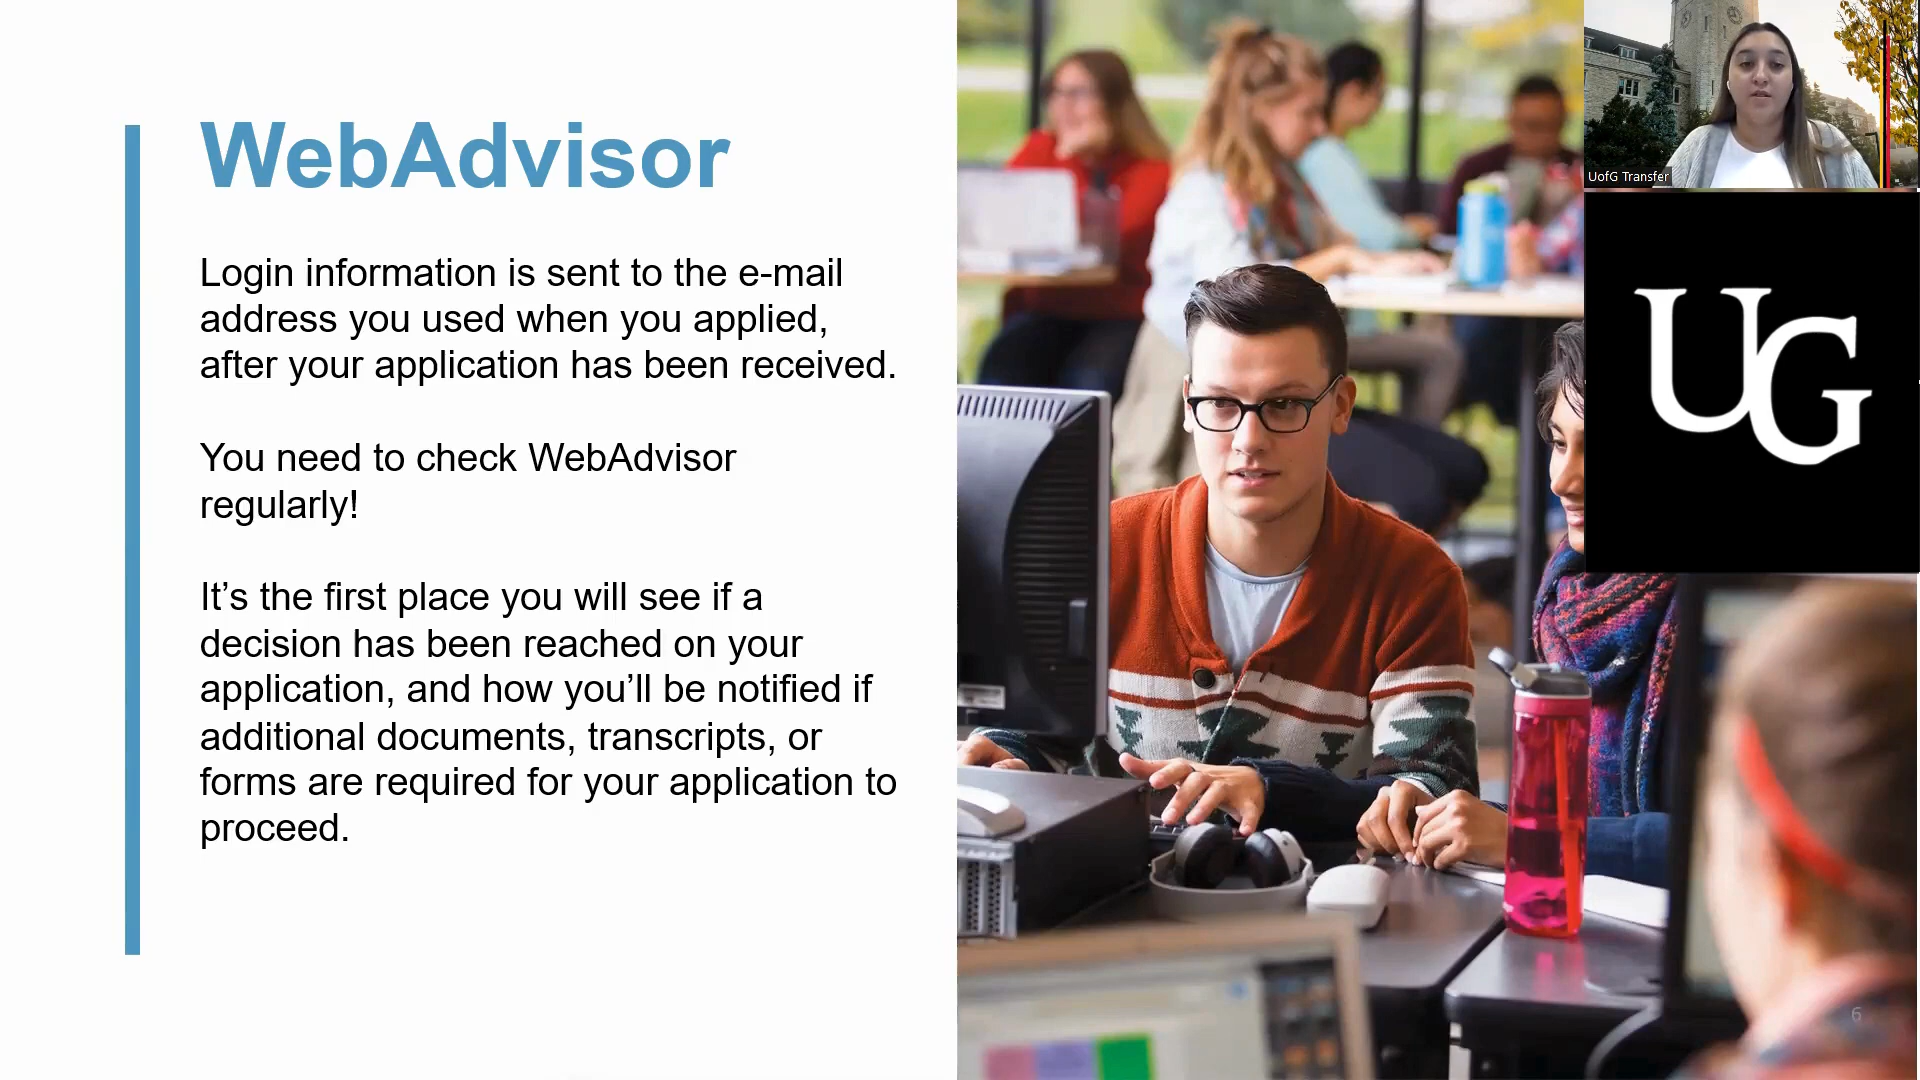 WebAdvisor
Login information is sent to the e-mail
address you used when you applied,
after your application has been received.
You need to check WebAdvisor
regularly!
It’s the first place you will see if a
decision has been reached on your
application, and how you’ll be notified if
additional documents, transcripts, or
forms are required for your application to
proceed.
UofG Transfer
UG
6